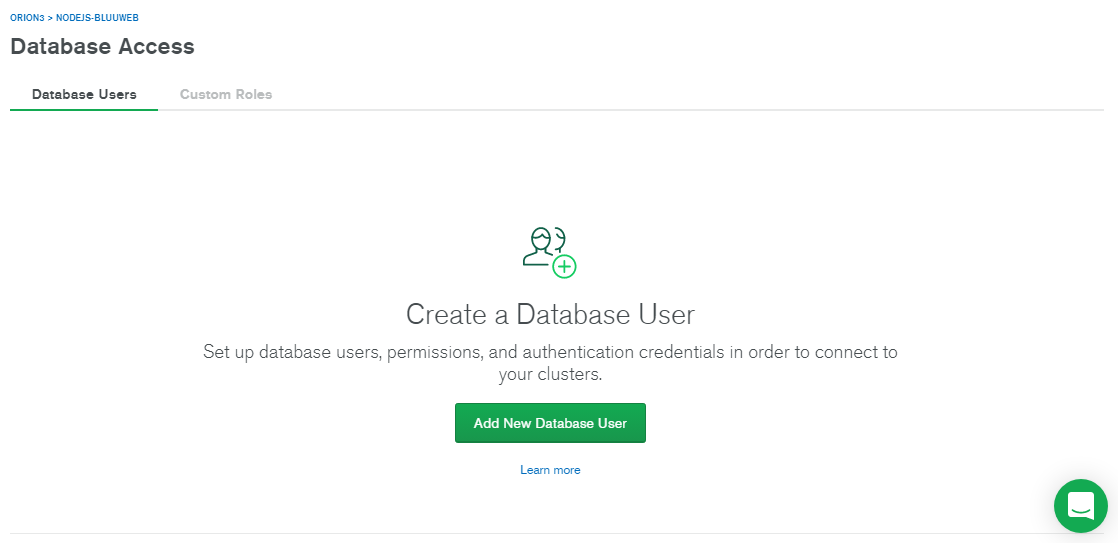 ORION3 > NODEJS-BLUUWEB
Database Access
Database Users
Custom Roles
Create a Database User
Set up database users, permissions, and authentication credentials in order to connect to
your clusters.
Add New Database User
Learn more